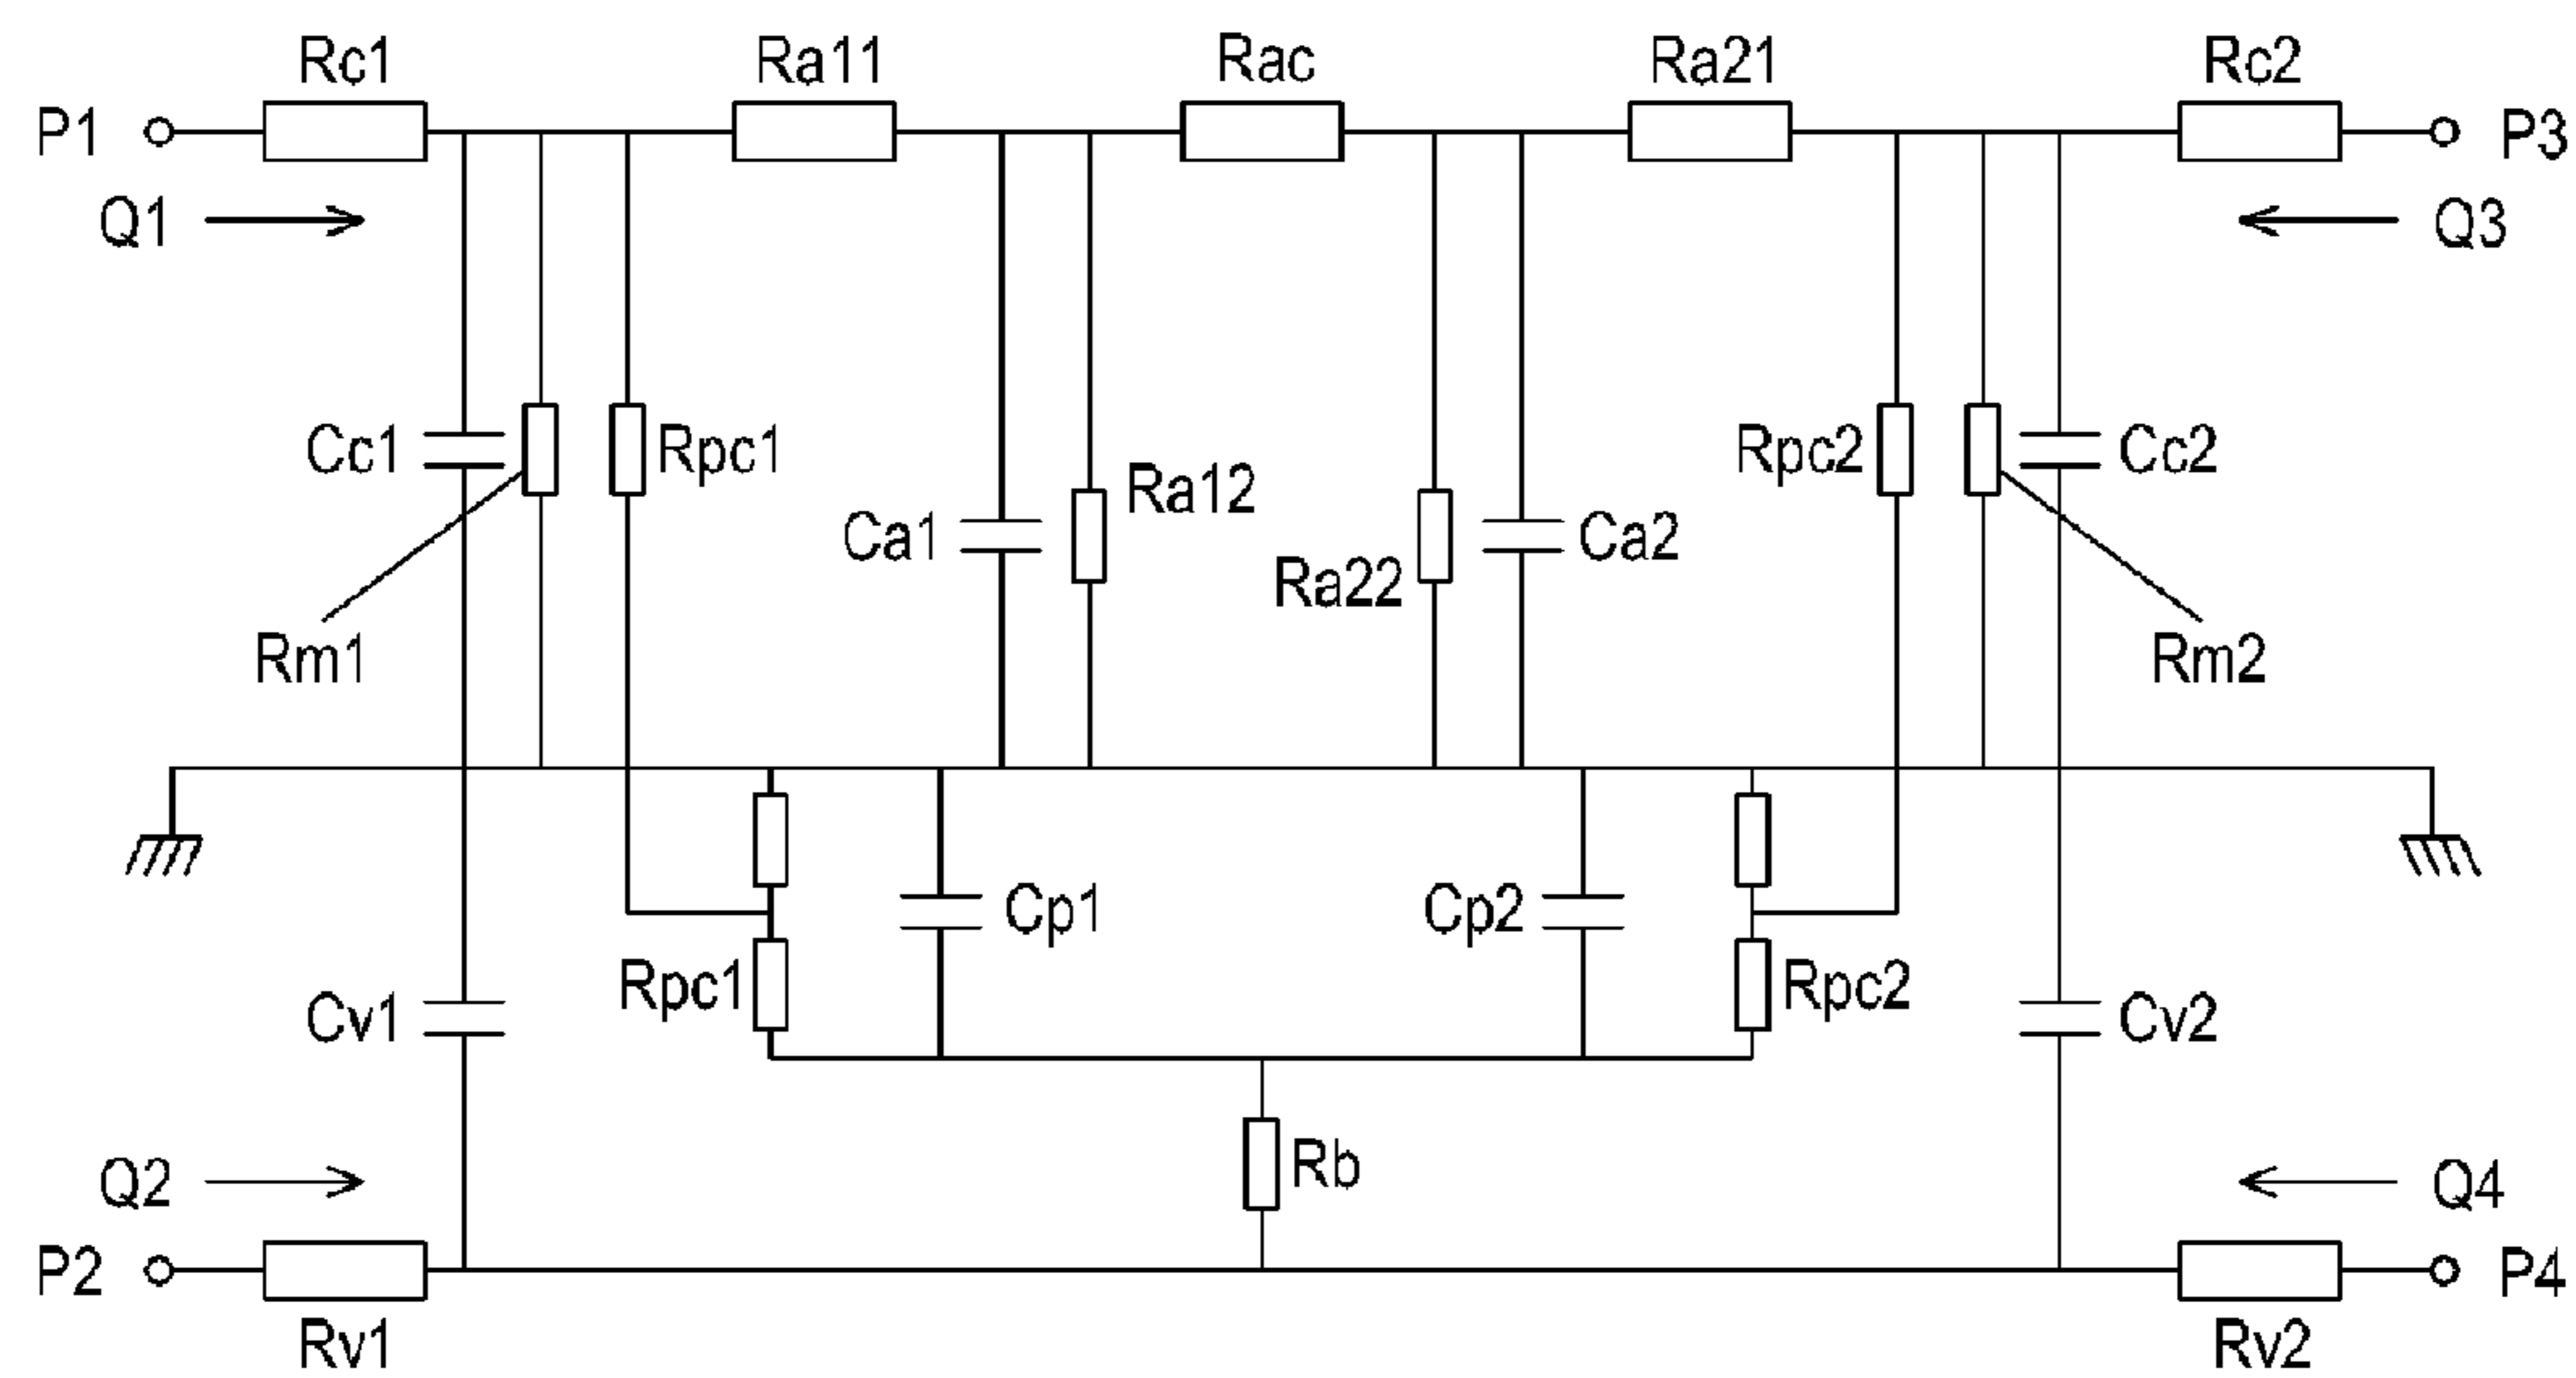 Rc1 Ra11 Rac Ra21 Rc2
P1 P3
Q1 Q3
Cc1 Rpc1 Rpc2 Cc2
Ra12
Ca1 Ca2
Ra22
Rm1 Rm2
Cp1 Cp2
Rpc1 Rpc2
Cv1 Cv2
Rb
Q2 Q4
P2 P4
Rv1 Rv2